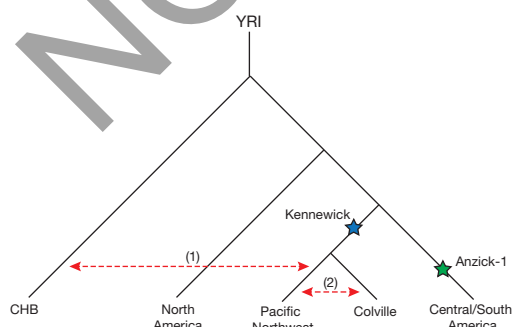 YRI
Kennewick
Anzick-1
(1)
(2)
CHB
North
America
Pacific
Northwest
Colville
Central/South
America